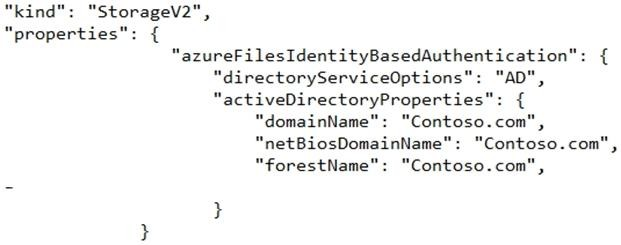 "kind": "StorageV2",
"properties": {
"azureFilesIdentityBasedAuthentication": {
"directoryServiceOptions": "AD",
"activeDirectoryProperties": {
"domainName": "Contoso.com",
"netBiosDomainName": "Contoso.com",
"forestName": "Contoso.com",
-
}
}